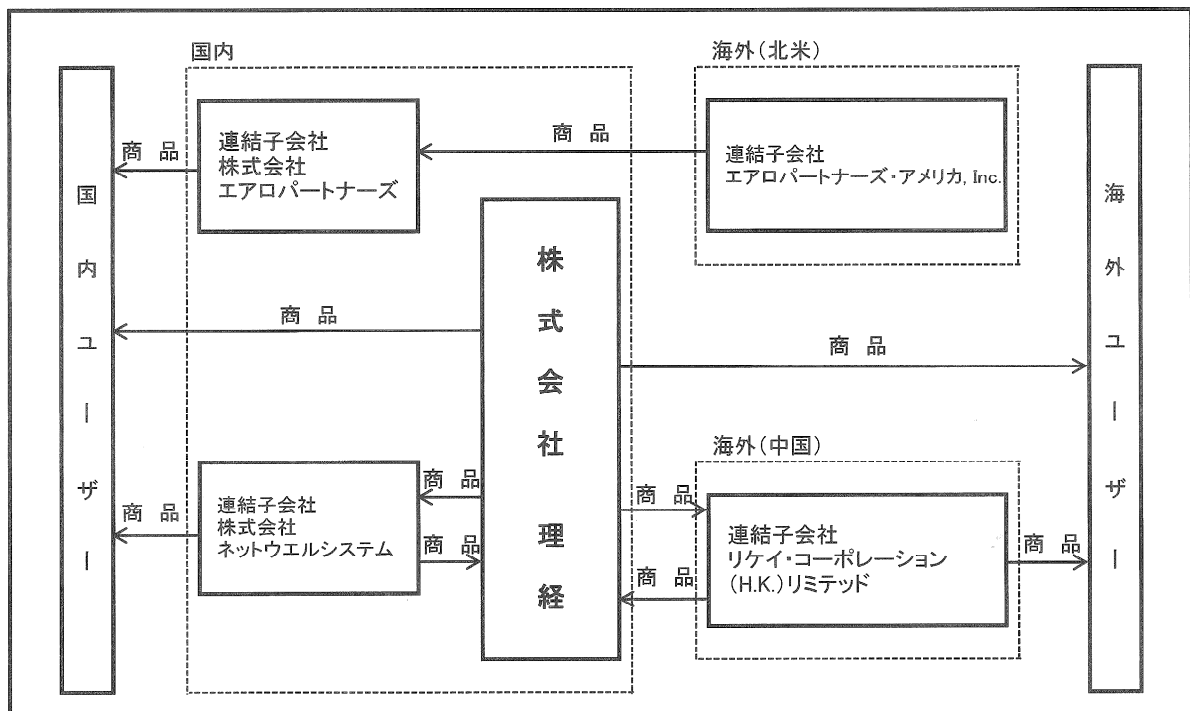 国内
海外(北米)
国内ユーザー
商品
連結子会社
株式会社
エアロパートナーズ
商品
連結子会社
エアロパートナーズ・アメリカ, Inc.
海外ユーザー
株式会社 理経
商品
商品
海外(中国)
商品
連結子会社
株式会社
ネットウエルシステム
商品
商品
商品
商品
連結子会社
リケイ・コーポレーション
(H.K.)リミテッド
商品